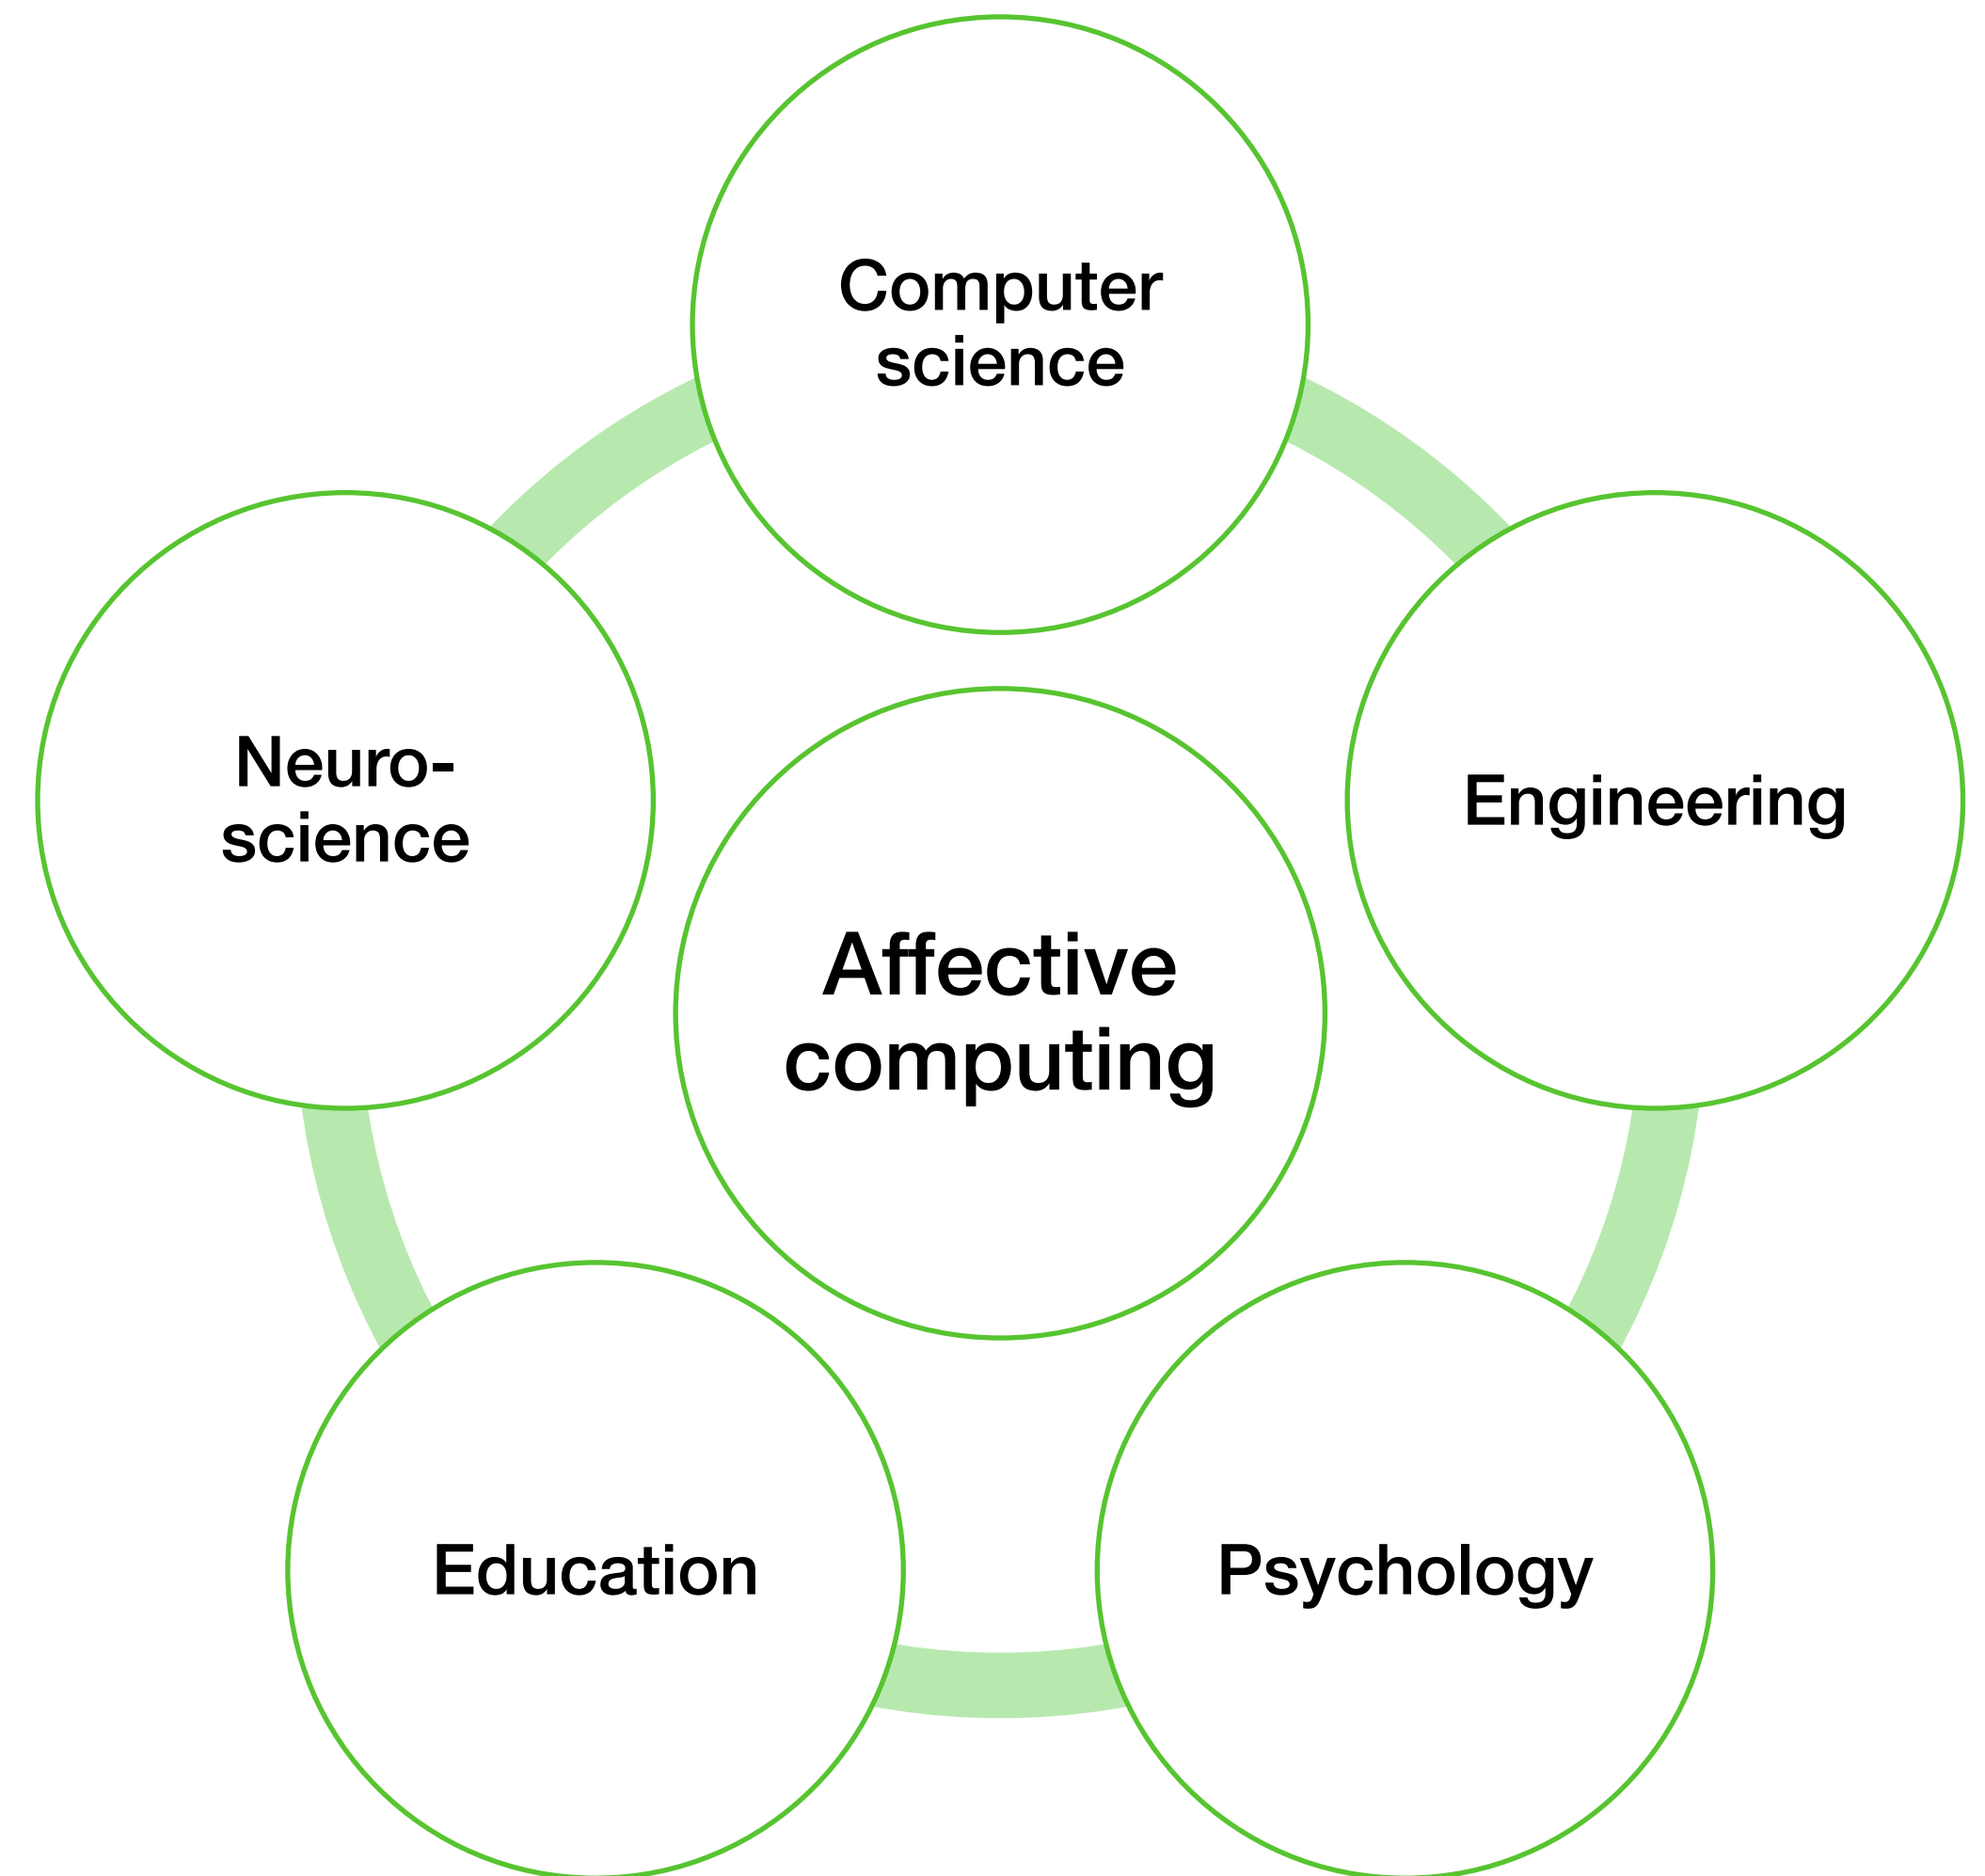 Computer
science
Neuro-
science
Engineering
Affective
computing
Education
Psychology